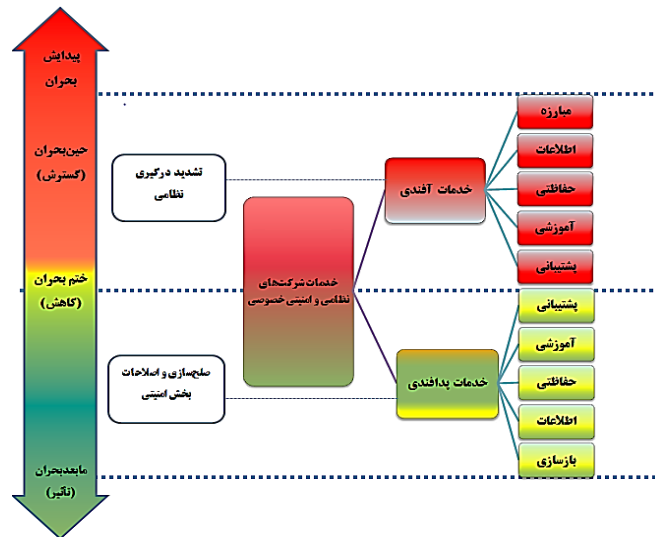 پیدایش
بحران
حین‌بحران
(گسترش)
ختم بحران
(کاهش)
مابعدبحران
(تأثیر)
تشدید درگیری
نظامی
صلح‌سازی و اصلاحات
بخش امنیتی
خدمات شرکت‌های
نظامی و امنیتی خصوصی
خدمات آفندی
خدمات پدافندی
مبارزه
اطلاعات
حفاظتی
آموزشی
پشتیبانی
پشتیبانی
آموزشی
حفاظتی
اطلاعات
بازسازی